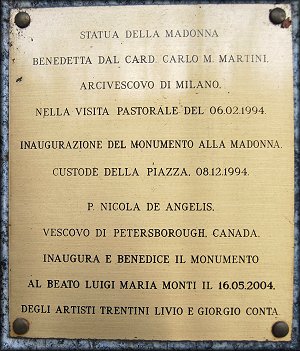 STATUA DELLA MADONNA
BENEDETTA DAL CARD. CARLO M. MARTINI,
ARCIVESCOVO DI MILANO,
NELLA VISITA PASTORALE DEL 06.02.1994.
INAUGURAZIONE DEL MONUMENTO ALLA MADONNA,
CUSTODE DELLA PIAZZA, 08.12.1994.
P. NICOLA DE ANGELIS,
VESCOVO DI PETERSBOROUGH, CANADA,
INAUGURA E BENEDICE IL MONUMENTO
AL BEATO LUIGI MARIA MONTI IL 16.05.2004,
DEGLI ARTISTI TRENTINI LIVIO E GIORGIO CONTA